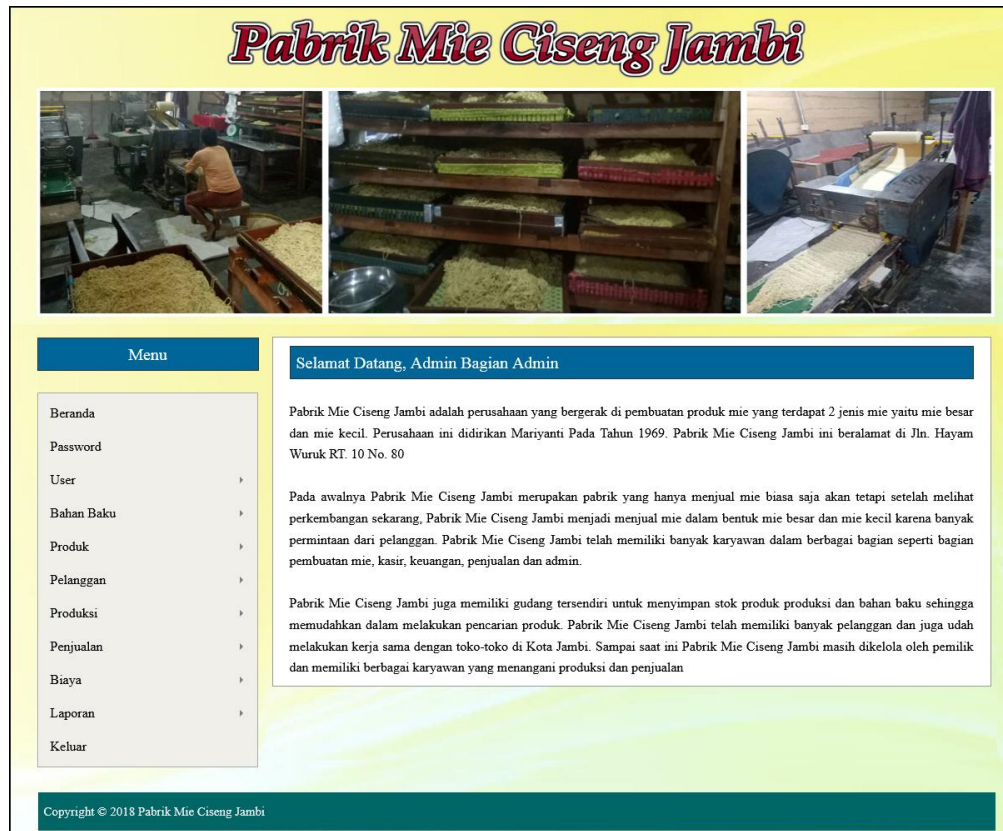 Pabrik Mie Ciseng Jambi
Menu
Beranda
Password
User
Bahan Baku
Produk
Pelanggan
Produksi
Penjualan
Biaya
Laporan
Keluar
Selamat Datang, Admin Bagian Admin
Pabrik Mie Ciseng Jambi adalah perusahaan yang bergerak di pembuatan produk mie yang terdapat 2 jenis mie yaitu mie besar
dan mie kecil. Perusahaan ini didirikan Mariyanti Pada Tahun 1969. Pabrik Mie Ciseng Jambi ini beralamat di Jln. Hayam
Wuruk RT. 10 No. 80
Pada awalnya Pabrik Mie Ciseng Jambi merupakan pabrik yang hanya menjual mie biasa saja akan tetapi setelah melihat
perkembangan sekarang, Pabrik Mie Ciseng Jambi menjadi menjual mie dalam bentuk mie besar dan mie kecil karena banyak
permintaan dari pelanggan. Pabrik Mie Ciseng Jambi telah memiliki banyak karyawan dalam berbagai bagian seperti bagian
pembuatan mie, kasir, keuangan, penjualan dan admin.
Pabrik Mie Ciseng Jambi juga memiliki gudang tersendiri untuk menyimpan stok produk produksi dan bahan baku sehingga
memudahkan dalam melakukan pencarian produk. Pabrik Mie Ciseng Jambi telah memiliki banyak pelanggan dan juga udah
melakukan kerja sama dengan toko-toko di Kota Jambi. Sampai saat ini Pabrik Mie Ciseng Jambi masih dikelola oleh pemilik
dan memiliki berbagai karyawan yang menangani produksi dan penjualan
Copyright © 2018 Pabrik Mie Ciseng Jambi